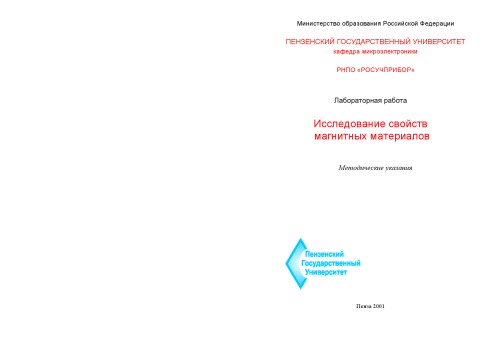 Министерство образования Российской Федерации
ПЕНЗЕНСКИЙ ГОСУДАРСТВЕННЫЙ УНИВЕРСИТЕТ
кафедра микроэлектроники
РНПО «РОСУЧПРИБОР»
Лабораторная работа
Исследование свойств
магнитных материалов
Методические указания
Пензенский
Государственный
Университет
Пенза 2001